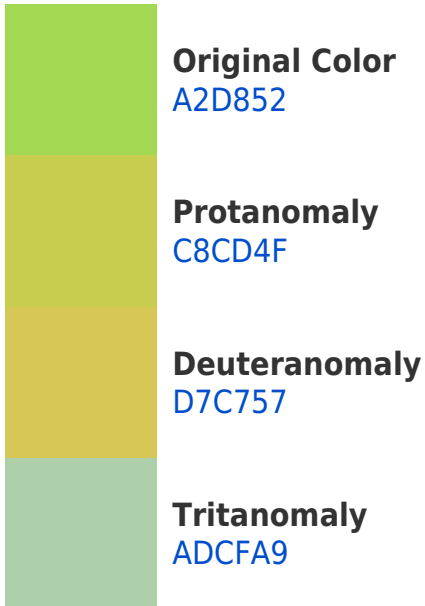 Original Color
A2D852
Protanomaly
C8CD4F
Deuteranomaly
D7C757
Tritanomaly
ADCFA9